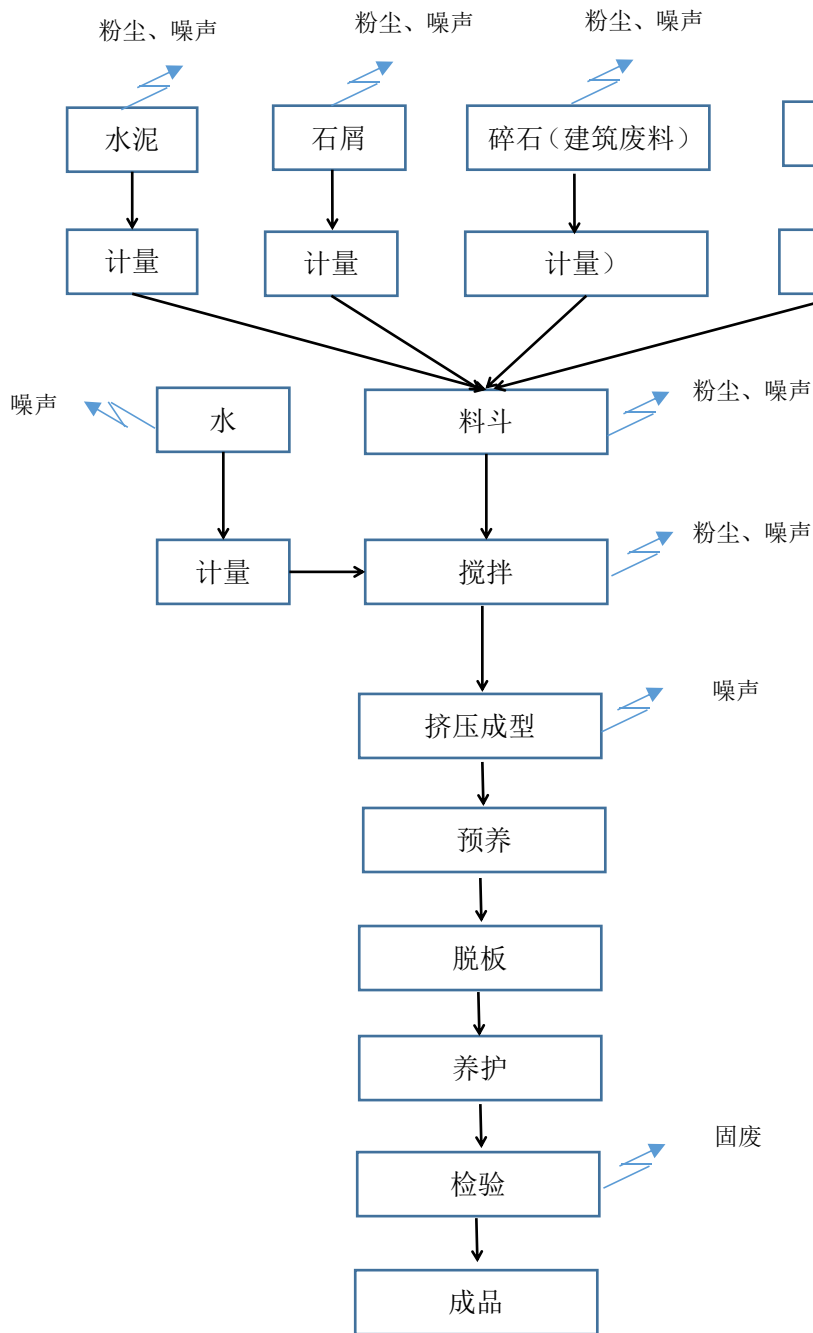 粉尘、噪声
粉尘、噪声
粉尘、噪声
水泥
石屑
碎石（建筑废料）
计量
计量
计量）
噪声
水
料斗
粉尘、噪声
计量
搅拌
粉尘、噪声
挤压成型
噪声
预养
脱板
养护
检验
固废
成品